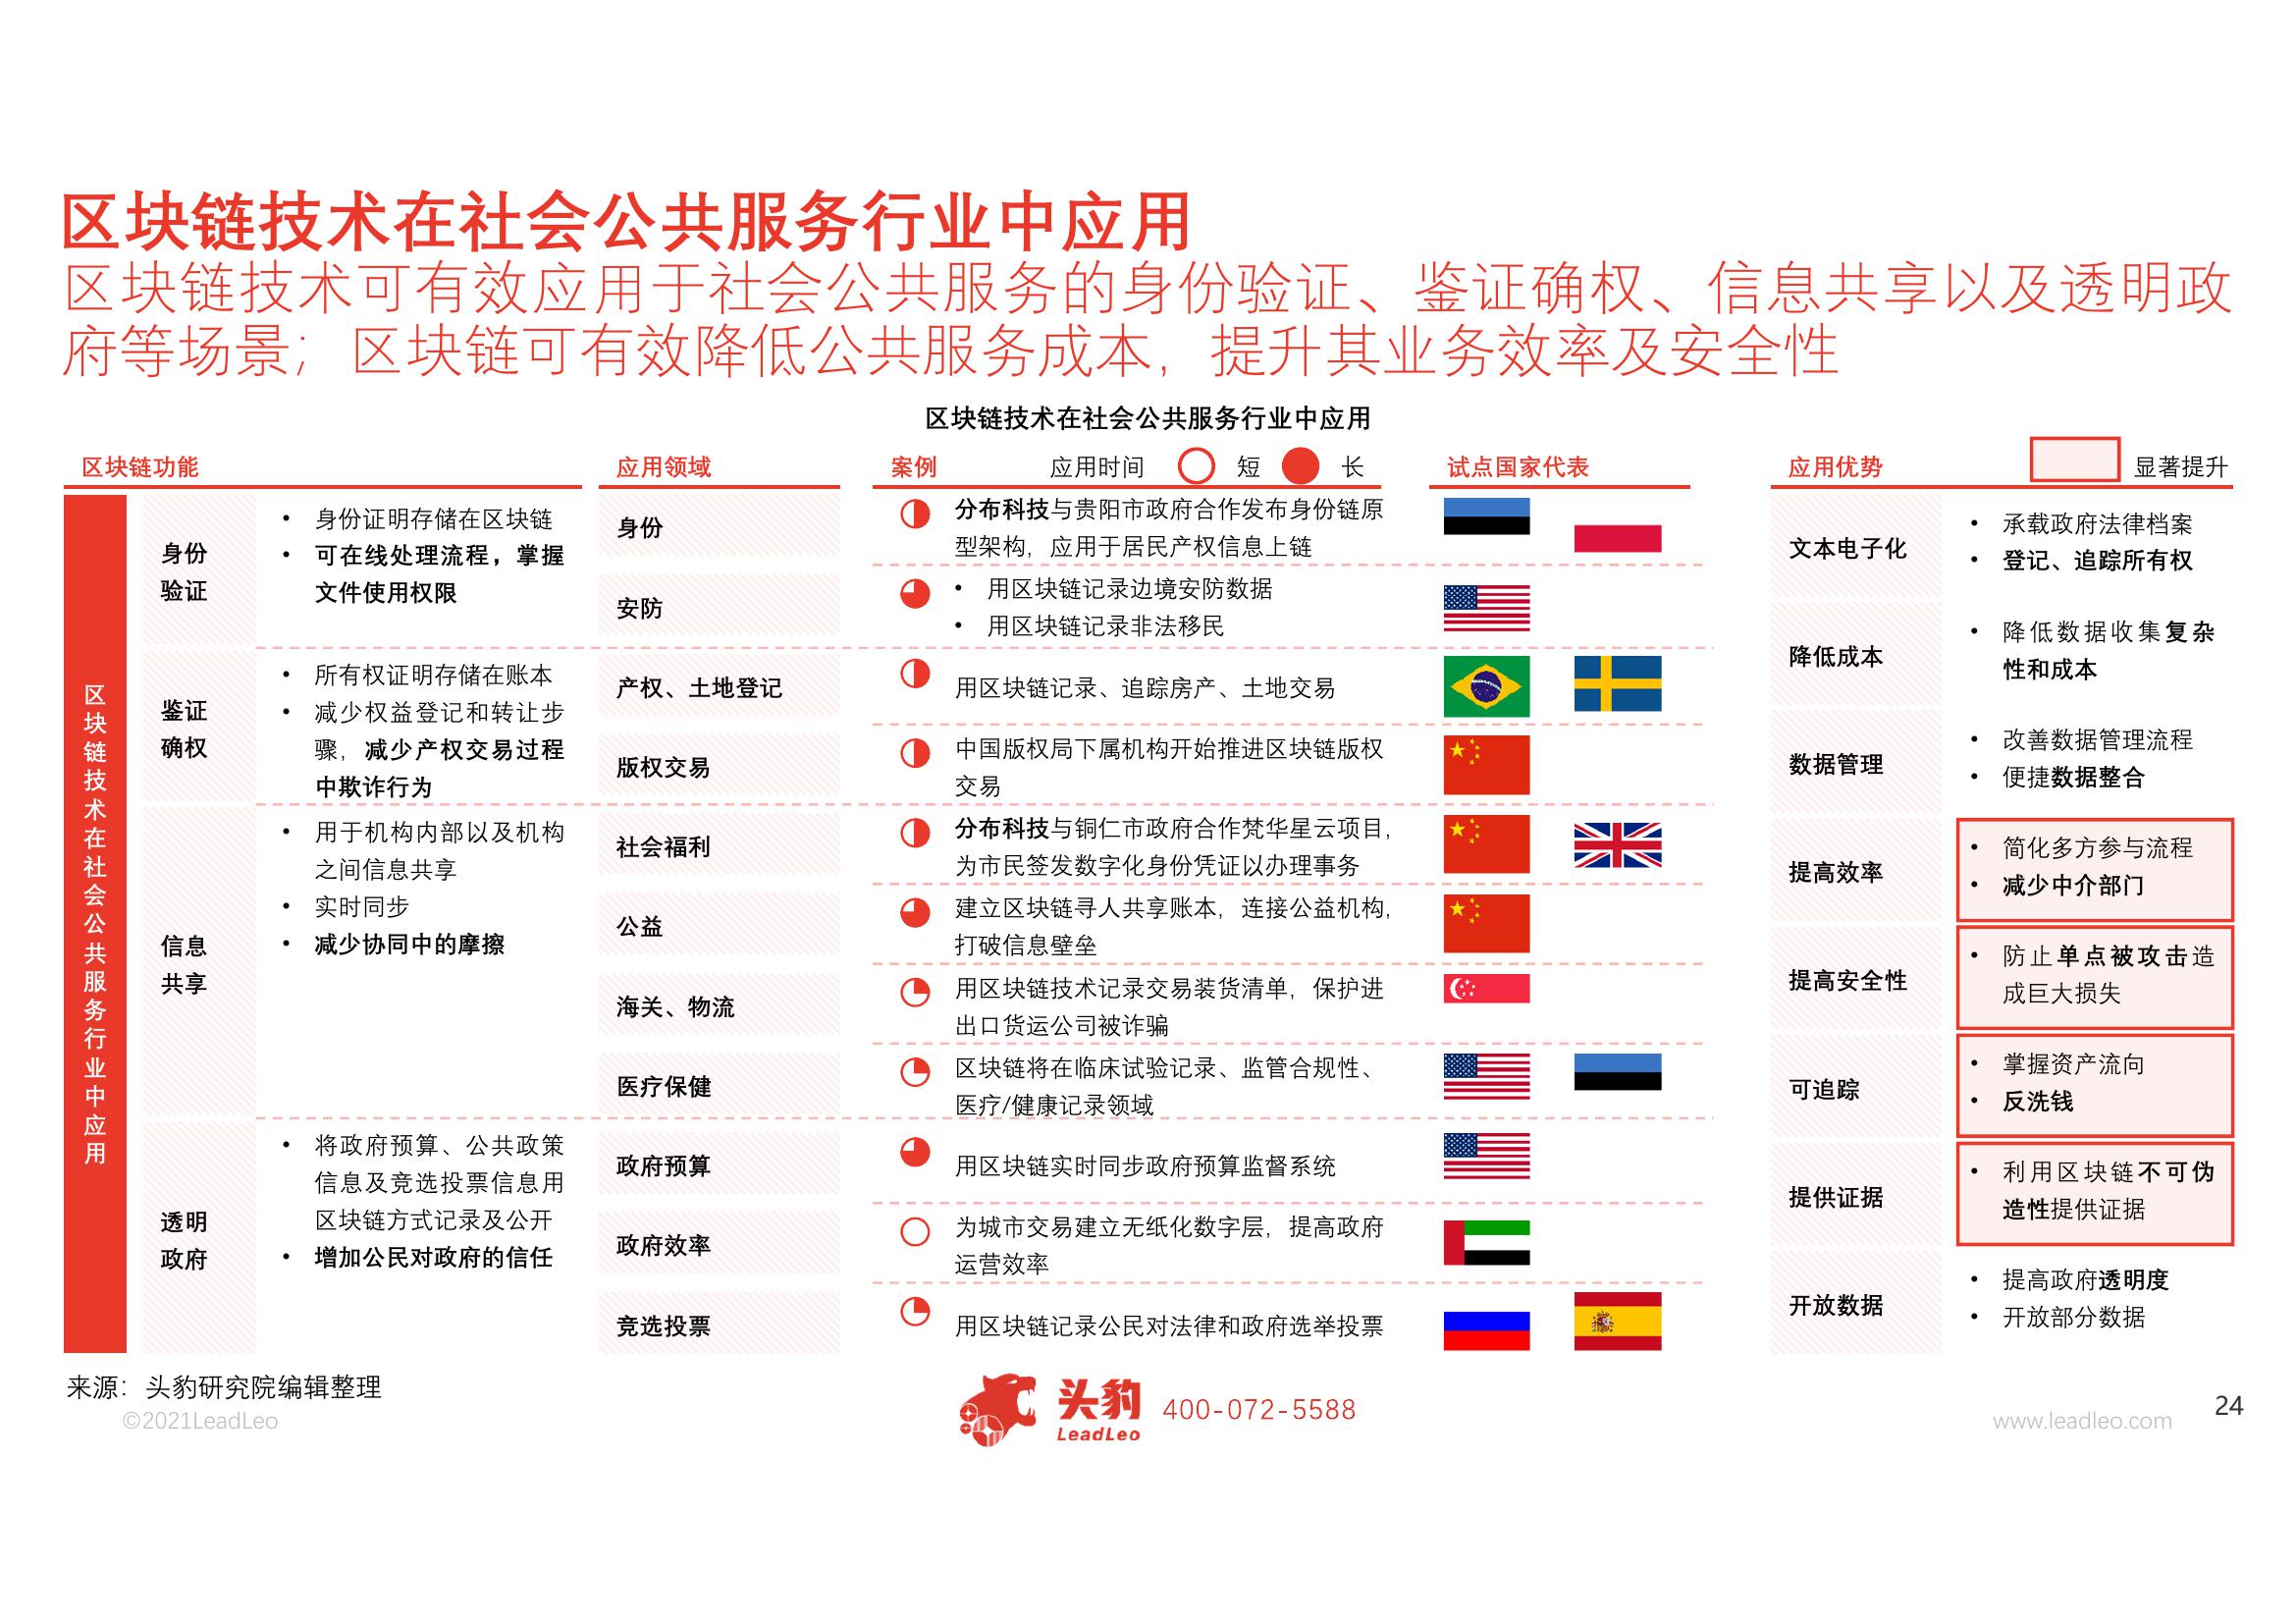 区块链技术在社会公共服务行业中应用
区块链技术可有效应用于社会公共服务的身份验证、鉴证确权、信息共享以及透明政
府等场景；区块链可有效降低公共服务成本，提升其业务效率及安全性
区块链技术在社会公共服务行业中应用
区块链功能
应用领域
案例
应用时间
短
长
试点国家代表
应用优势
显著提升
区块链技术在社会公共服务行业中应用
身份
验证
• 身份证明存储在区块链
• 可在线处理流程，掌握
文件使用权限
鉴证
确权
• 所有权证明存储在账本
• 减少权益登记和转让步
骤，减少产权交易过程
中欺诈行为
信息
共享
• 用于机构内部以及机构
之间信息共享
• 实时同步
• 减少协同中的摩擦
透明
政府
• 将政府预算、公共政策
信息及竞选投票信息用
区块链方式记录及公开
• 增加公民对政府的信任
身份
分布科技与贵阳市政府合作发布身份链原
型架构，应用于居民产权信息上链
安防
• 用区块链记录边境安防数据
• 用区块链记录非法移民
产权、土地登记
用区块链记录、追踪房产、土地交易
版权交易
中国版权局下属机构开始推进区块链版权
交易
社会福利
分布科技与铜仁市政府合作梵华星云项目，
为市民签发数字化身份凭证以办理事务
公益
建立区块链寻人共享账本，连接公益机构，
打破信息壁垒
海关、物流
用区块链技术记录交易装货清单，保护进
出口货运公司被诈骗
医疗保健
区块链将在临床试验记录、监管合规性、
医疗/健康记录领域
政府预算
用区块链实时同步政府预算监督系统
政府效率
为城市交易建立无纸化数字层，提高政府
运营效率
竞选投票
用区块链记录公民对法律和政府选举投票
文本电子化
• 承载政府法律档案
• 登记、追踪所有权
降低成本
• 降低数据收集复杂
性和成本
数据管理
• 改善数据管理流程
• 便捷数据整合
提高效率
• 简化多方参与流程
• 减少中介部门
提高安全性
• 防止单点被攻击造
成巨大损失
可追踪
• 掌握资产流向
• 反洗钱
提供证据
• 利用区块链不可伪
造性提供证据
开放数据
• 提高政府透明度
• 开放部分数据
来源：头豹研究院编辑整理
©2021LeadLeo
头豹
LeadLeo
400-072-5588
www.leadleo.com
24